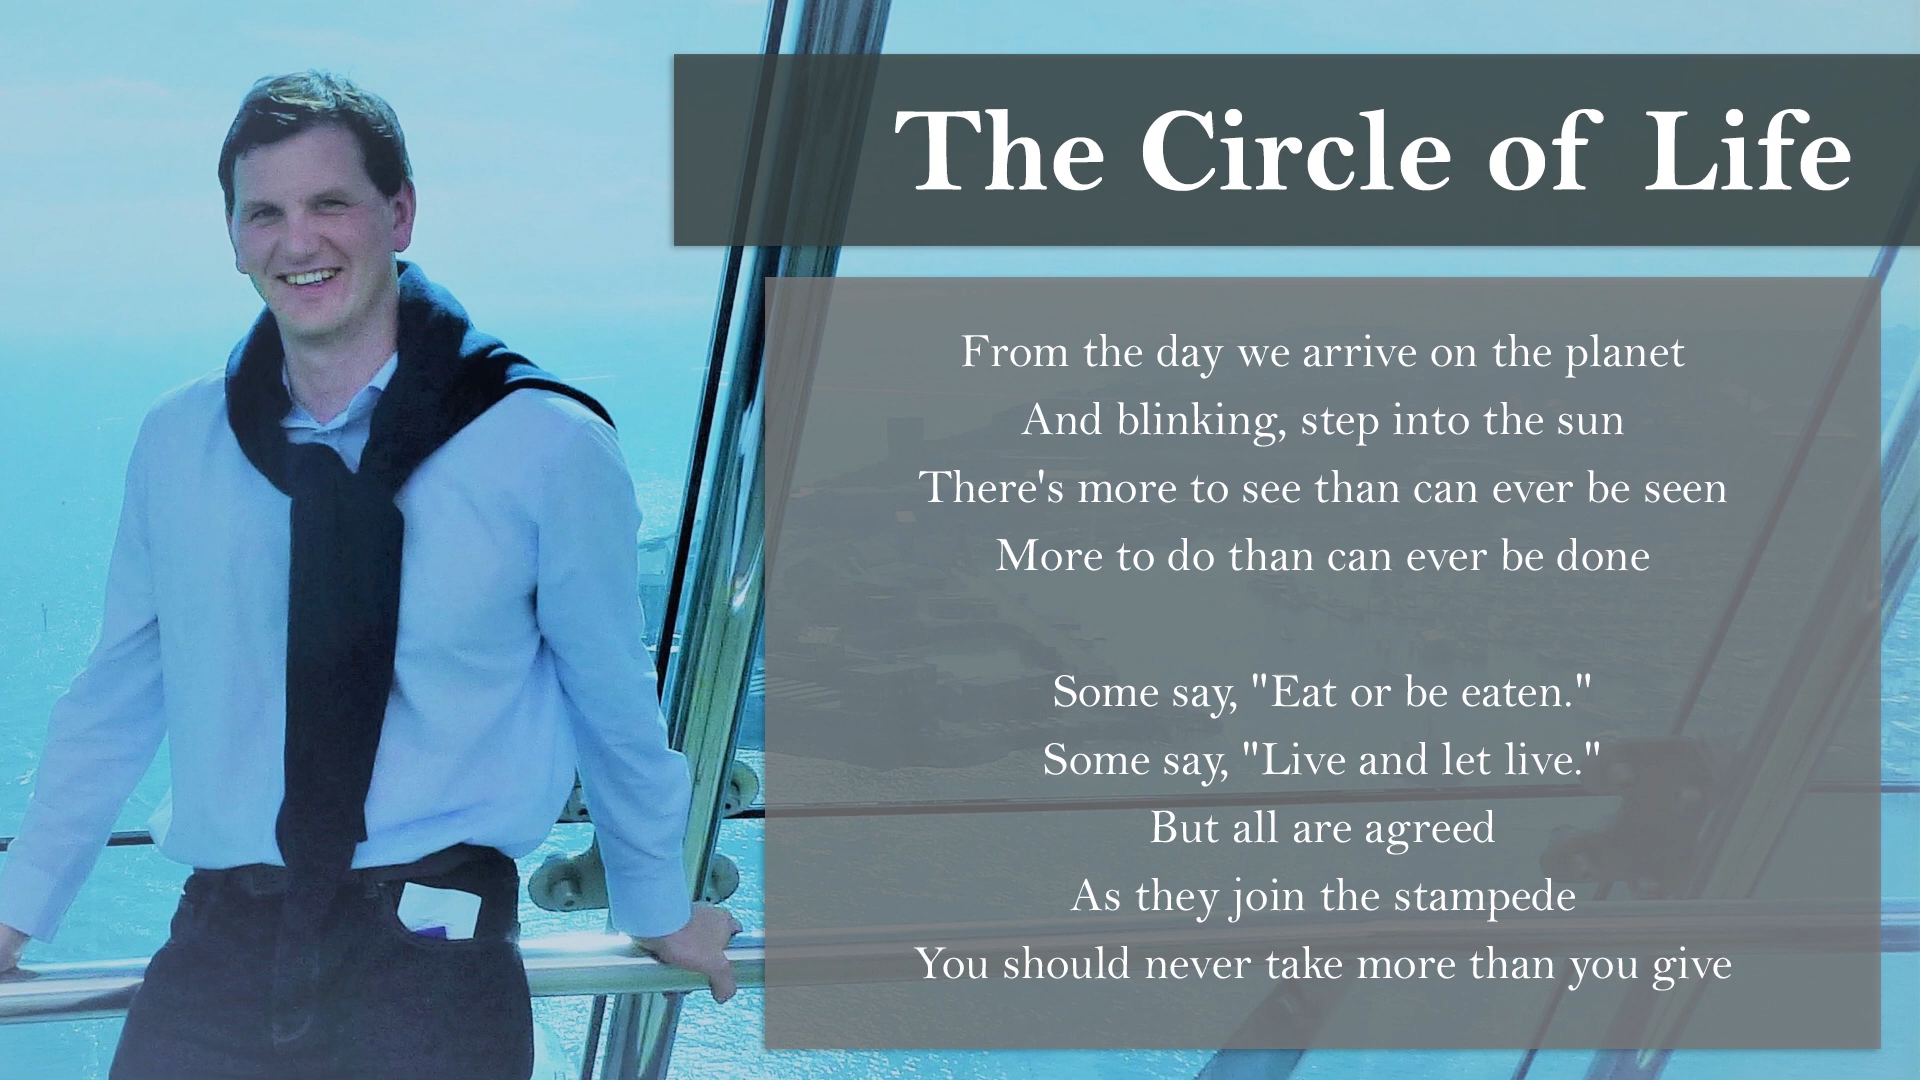 The Circle of Life
From the day we arrive on the planet
And blinking, step into the sun
There's more to see than can ever be seen
More to do than can ever be done
Some say, "Eat or be eaten."
Some say, "Live and let live."
But all are agreed
As they join the stampede
You should never take more than you give